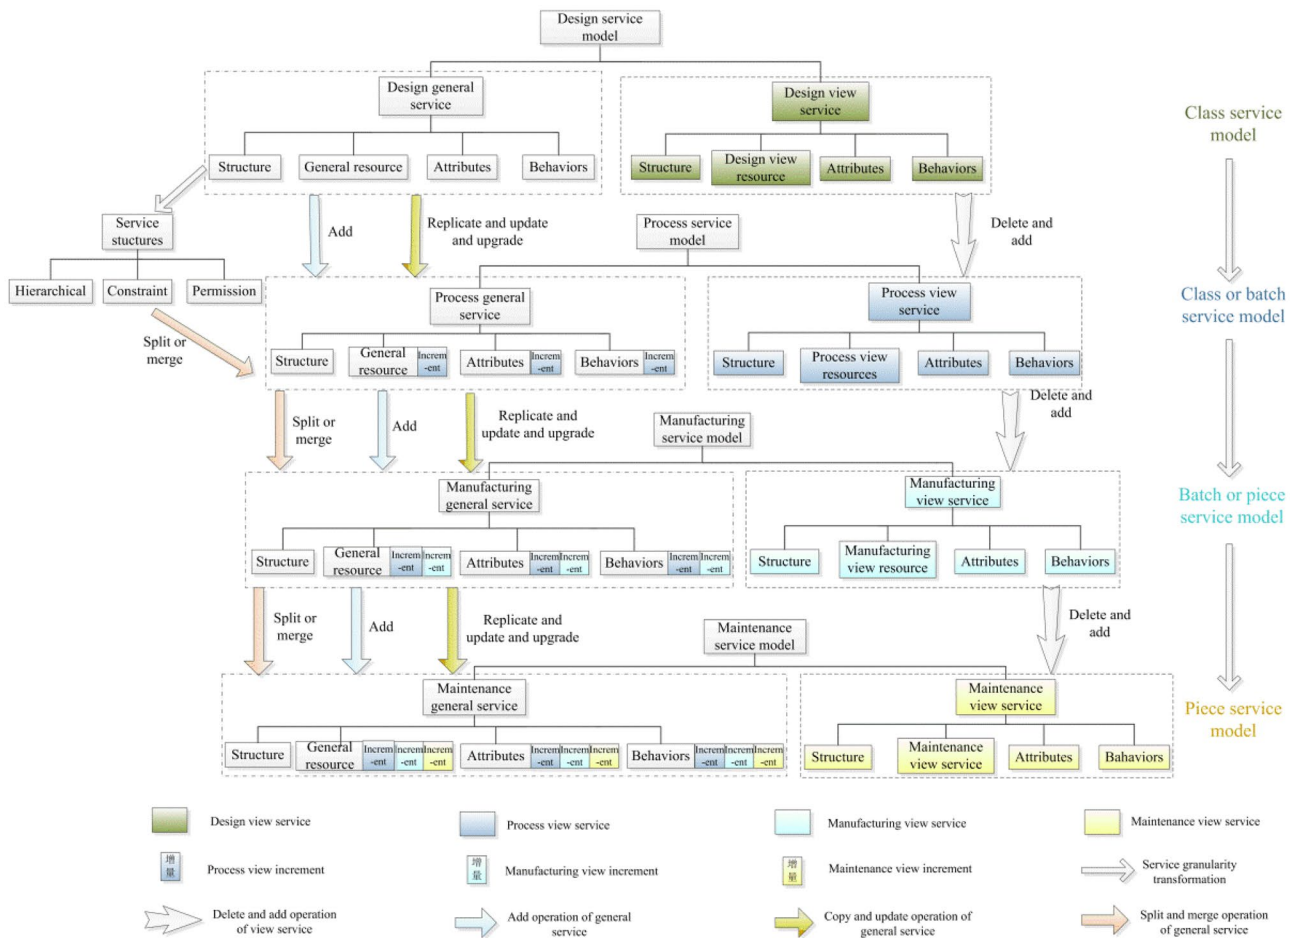 Design service
model
Design general
service
Design view
service
Class service
model
Structure
General resource
Attributes
Behaviors
Structure
Design view
resource
Attributes
Behaviors
Service
stuctures
Add
Replicate and update
and upgrade
Process service
model
Delete and
add
Hierarchical
Constraint
Permission
Process general
service
Process view
service
Class or batch
service model
Split or
merge
Structure
General
resource
Increm
-ent
Attributes
Increm
-ent
Behaviors
Increm
-ent
Structure
Process view
resources
Attributes
Behaviors
Split or
merge
Add
Replicate and
update and upgrade
Manufacturing
service model
Delete and
add
Manufacturing
general service
Manufacturing
view service
Batch or piece
service model
Structure
General
resource
Increm
-ent
Increm
-ent
Attributes
Increm
-ent
Increm
-ent
Behaviors
Increm
-ent
Increm
-ent
Structure
Manufacturing
view resource
Attributes
Behaviors
Split or
merge
Add
Replicate and
update and upgrade
Maintenance
service model
Delete and
add
Maintenance
general service
Maintenance
view service
Piece service
model
Structure
General
resource
Increm
-ent
Increm
-ent
Increm
-ent
Attributes
Increm
-ent
Increm
-ent
Increm
-ent
Behaviors
Increm
-ent
Increm
-ent
Increm
-ent
Structure
Maintenance
view service
Attributes
Bahaviors
Design view service
Process view service
Manufacturing view service
Maintenance view service
增
量
Process view increment
增
量
Manufacturing view increment
增
量
Maintenance view increment
Service granularity
transformation
Delete and add operation
of view service
Add operation of general
service
Copy and update operation of
general service
Split and merge operation
of general service